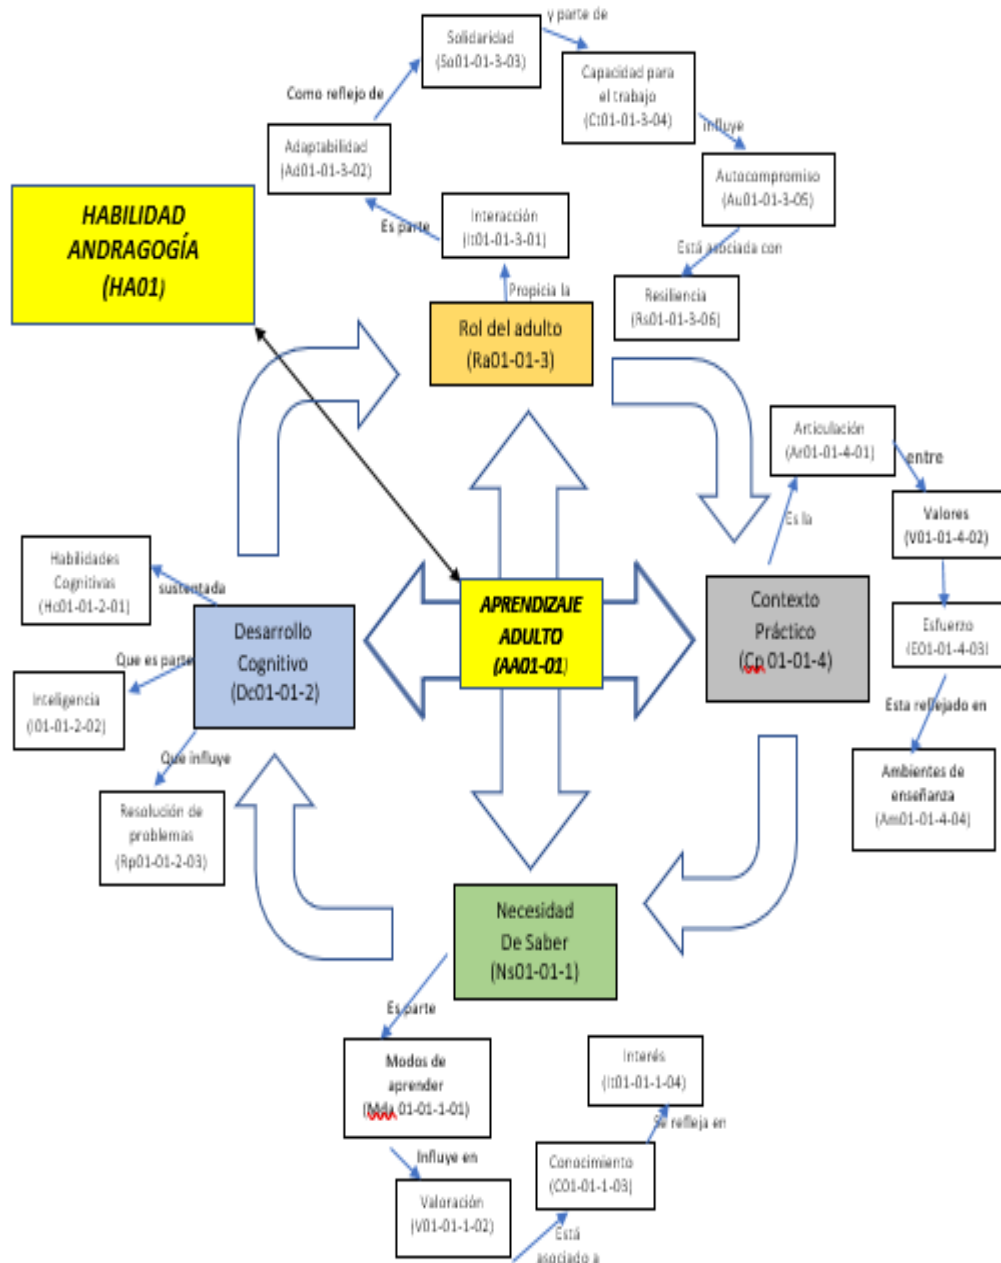 Solidaridad
(So01-01-3-03)
y parte de
Capacidad para
el trabajo
(Ct01-01-3-04)
Como reflejo de
influye
Adaptabilidad
(Ad01-01-3-02)
Autocompromiso
(Au01-01-3-05)
HABILIDAD
ANDRAGOGÍA
(HA01)
Es parte
Interacción
(It01-01-3-01)
Está asociada con
Propicia la
Resiliencia
(Rs01-01-3-06)
Rol del adulto
(Ra01-01-3)
Articulación
(Ar01-01-4-01)
entre
Es la
Valores
(V01-01-4-02)
Habilidades
Cognitivas
(Hc01-01-2-01)
sustentada
Desarrollo
Cognitivo
(Dc01-01-2)
APRENDIZAJE
ADULTO
(AA01-01)
Contexto
Práctico
(Cp 01-01-4)
Esfuerzo
(E01-01-4-03)
Que es parte
Inteligencia
(I01-01-2-02)
Esta reflejado en
Que influye
Ambientes de
enseñanza
(Am01-01-4-04)
Resolución de
problemas
(Rp01-01-2-03)
Necesidad
De Saber
(Ns01-01-1)
Es parte
Modos de
aprender
(Mda 01-01-1-01)
Interés
(It01-01-1-04)
Se refleja en
Influye en
Conocimiento
(C01-01-1-03)
Valoración
(V01-01-1-02)
Está
asociado a